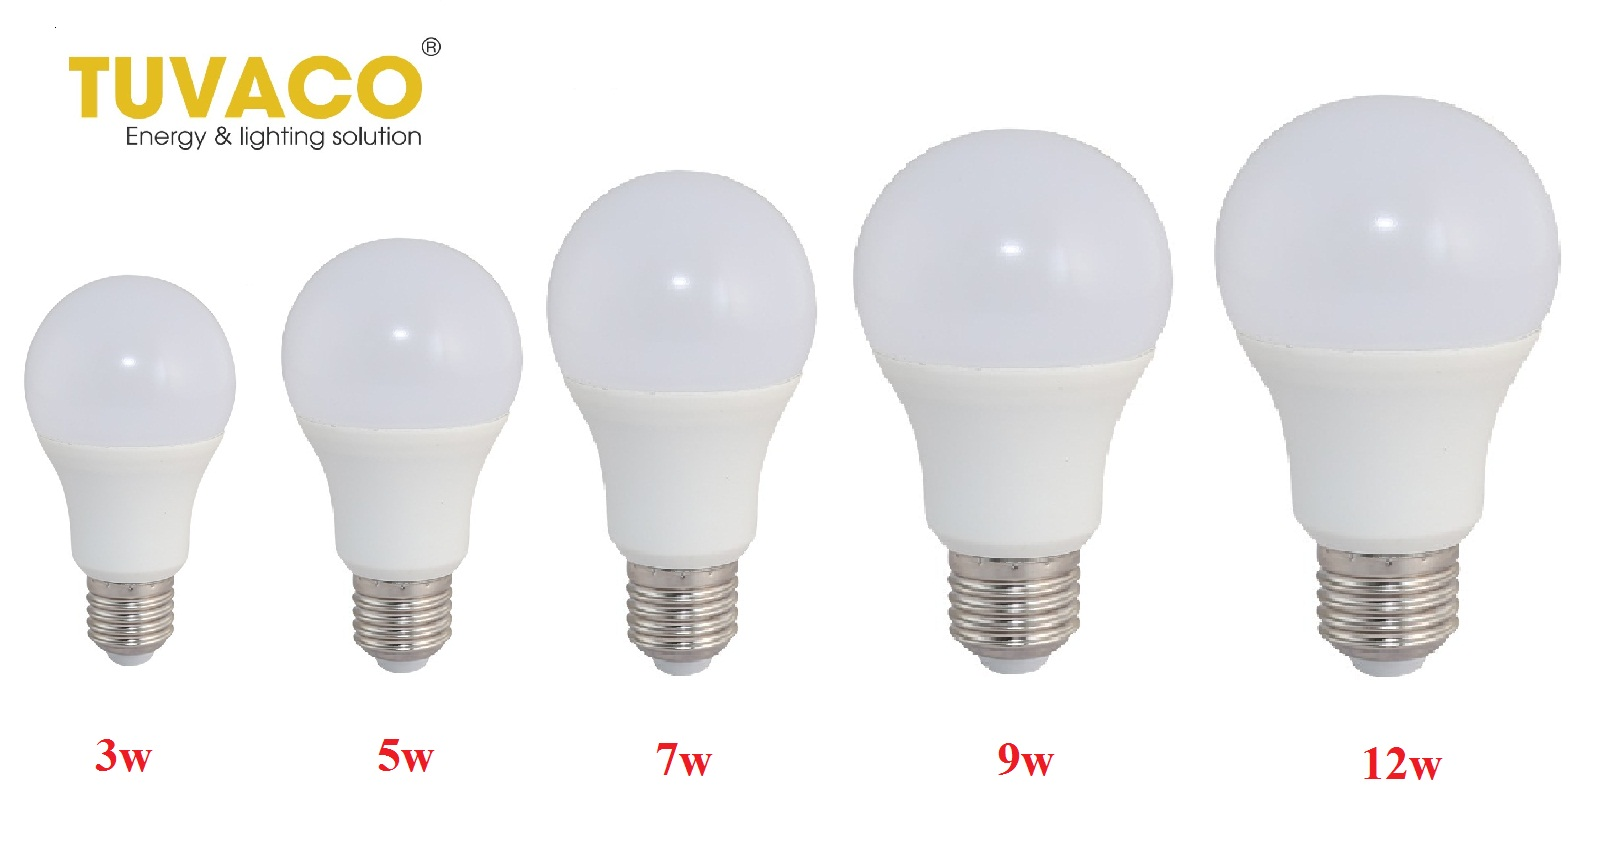 TUVACO®
Energy & lighting solution
3w 5w 7w 9w 12w